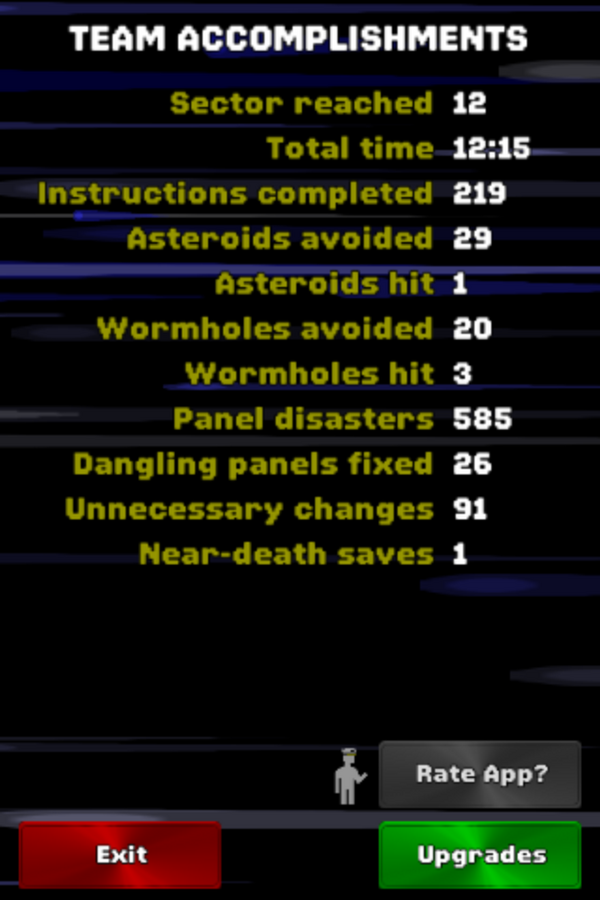 TEAM ACCOMPLISHMENTS
Sector reached 12
Total time 12:15
Instructions completed 219
Asteroids avoided 29
Asteroids hit 1
Wormholes avoided 20
Wormholes hit 3
Panel disasters 585
Dangling panels fixed 26
Unnecessary changes 91
Near-death saves 1
Rate App?
Exit Upgrades